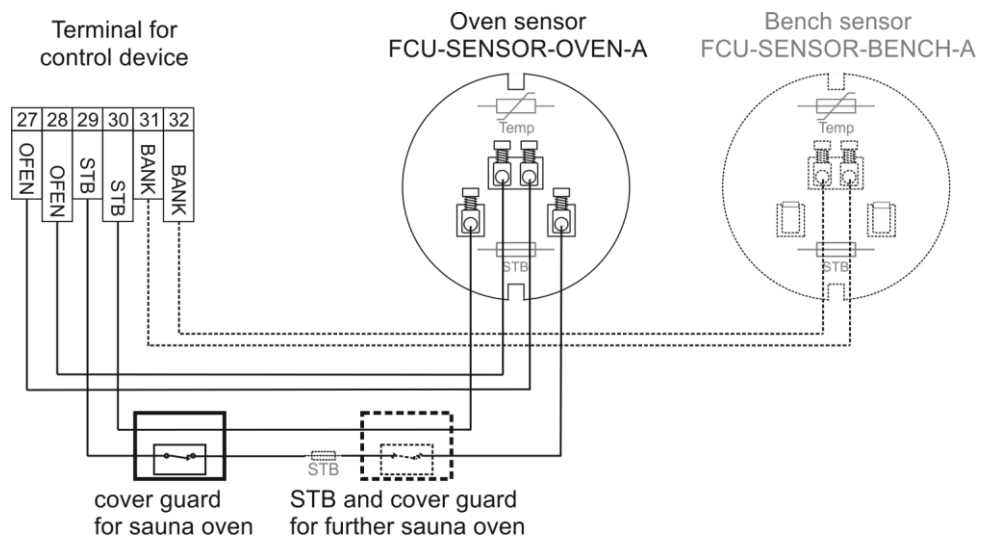 Terminal for
control device
Oven sensor
FCU-SENSOR-OVEN-A
Bench sensor
FCU-SENSOR-BENCH-A
27 28 29 30 31 32
OFEN OFEN STB STB BANK BANK
Temp
Temp
STB
STB
STB
cover guard
for sauna oven
STB and cover guard
for further sauna oven